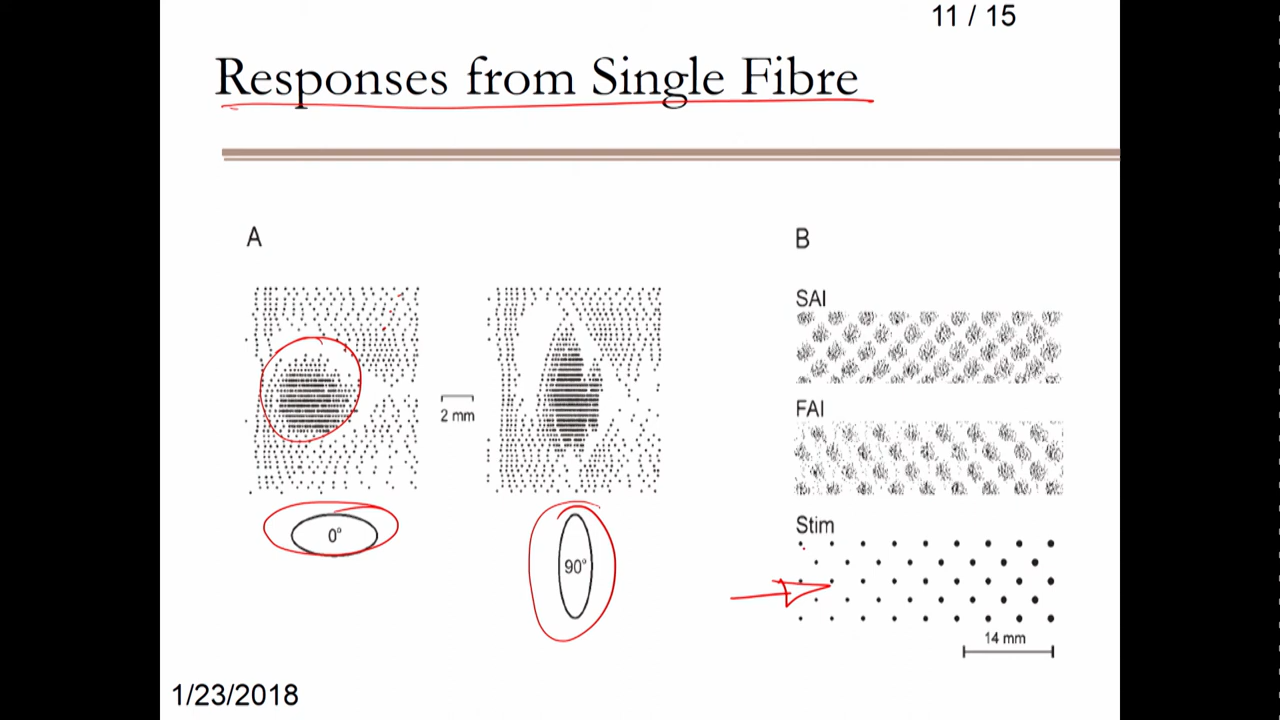 11 / 15
Responses from Single Fibre
A
B
SAI
2 mm
FAI
Stim
0°
90°
14 mm
1/23/2018